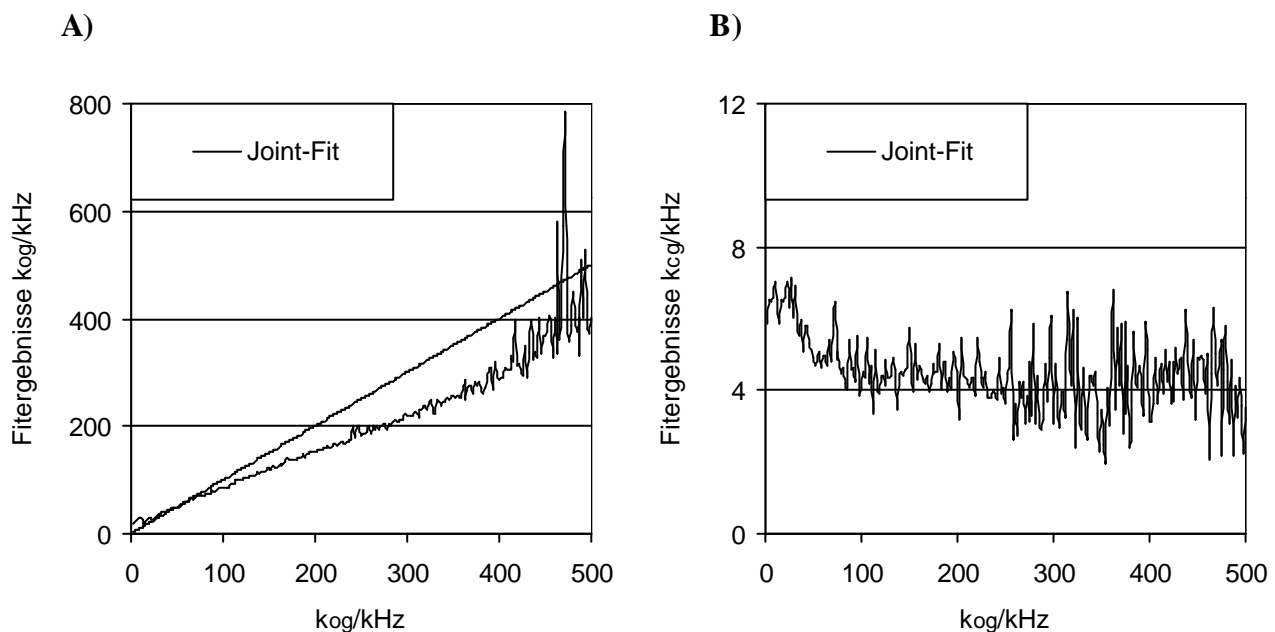 A)
800
600
400
200
0
Fitergebnisse kog/kHz
Joint-Fit
0 100 200 300 400 500
kog/kHz
B)
12
8
4
0
Fitergebnisse kcg/kHz
Joint-Fit
0 100 200 300 400 500
kog/kHz